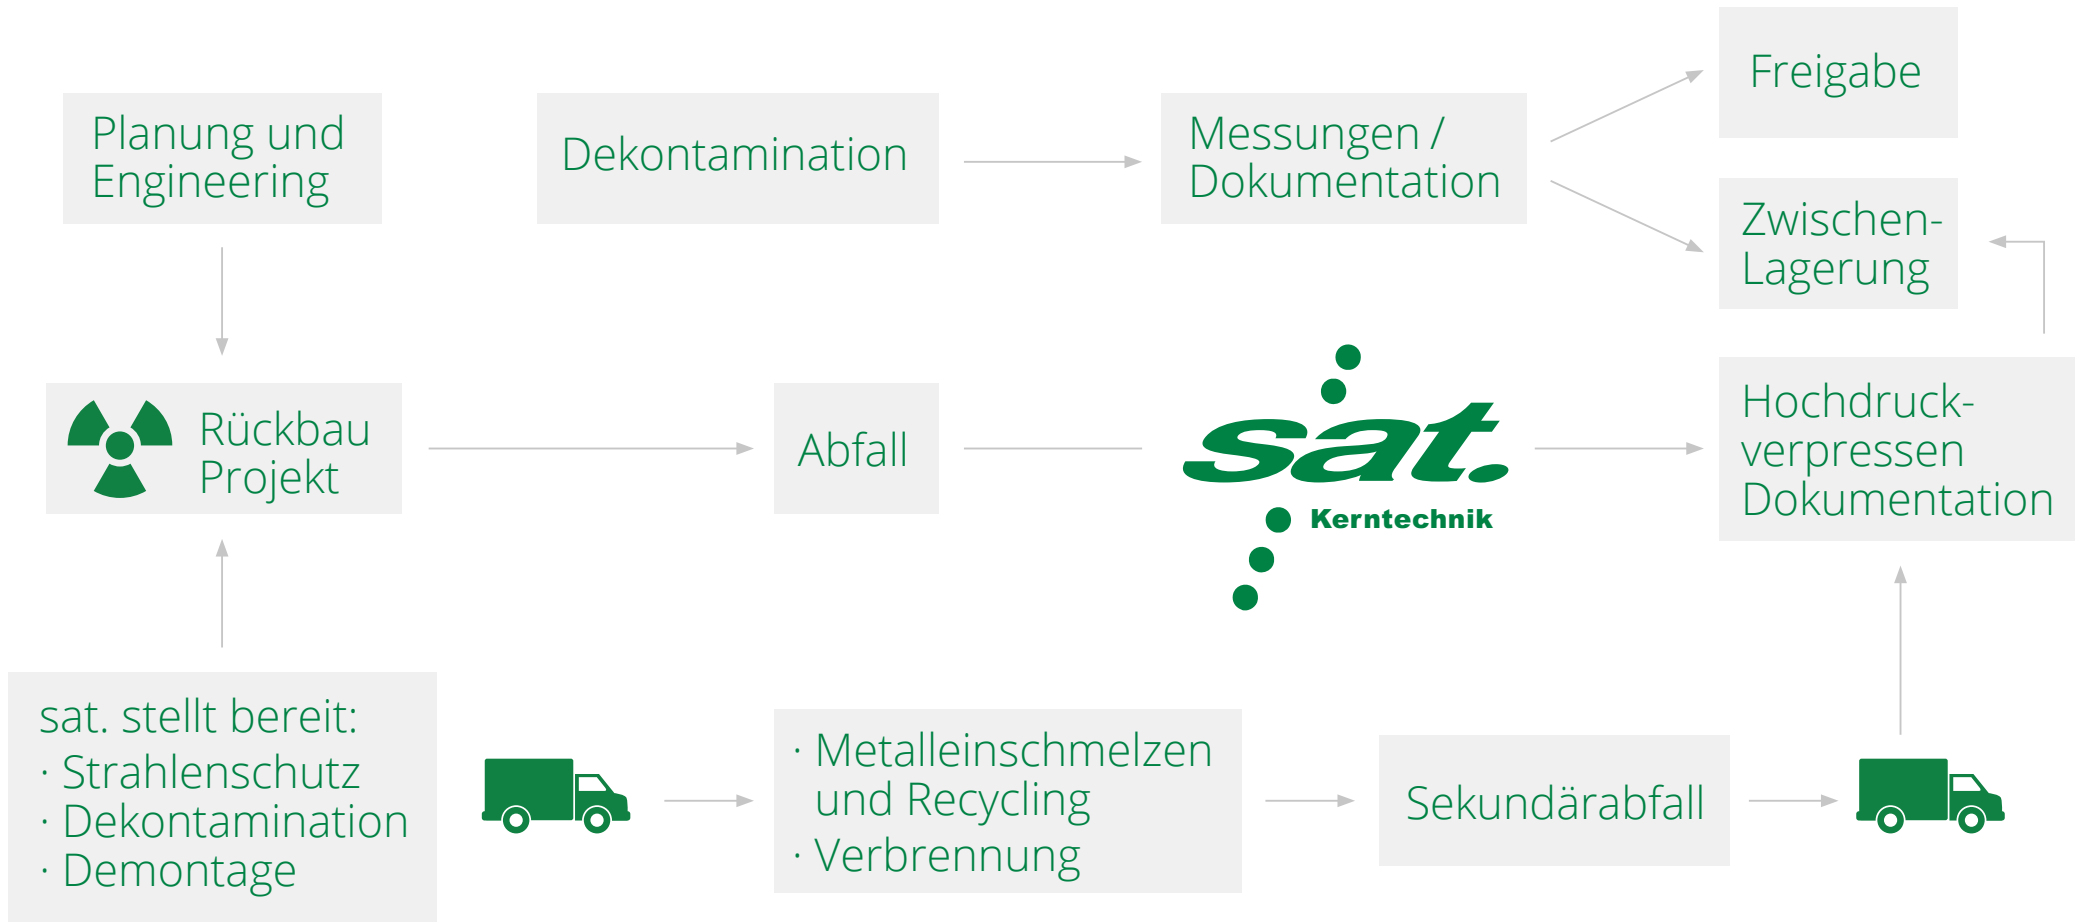 Freigabe
Planung und
Engineering
Dekontamination
Messungen /
Dokumentation
Zwischen-
Lagerung
Rückbau
Projekt
Abfall
sat.
Kerntechnik
Hochdruck-
verpressen
Dokumentation
sat. stellt bereit:
· Strahlenschutz
· Dekontamination
· Demontage
· Metalleinschmelzen
und Recycling
· Verbrennung
Sekundärabfall